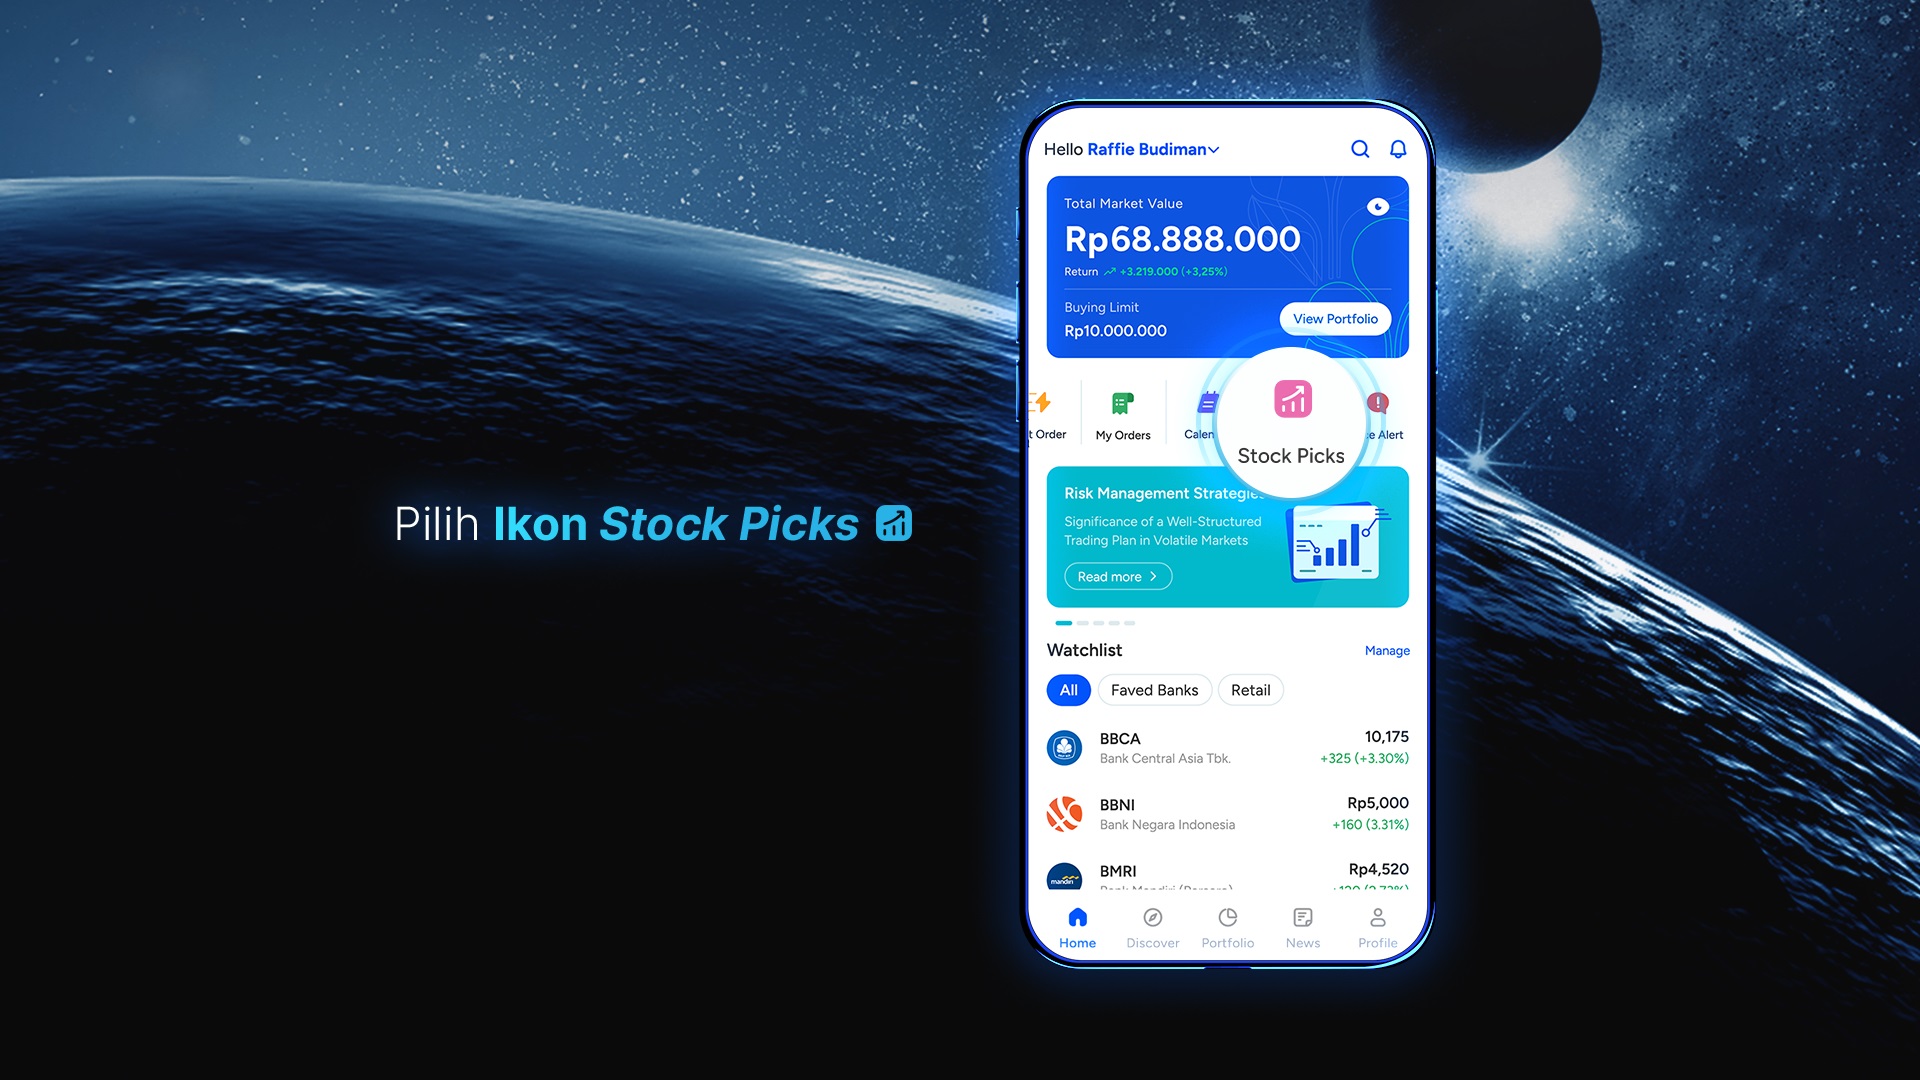 Pilih Ikon Stock Picks
Hello Raffie Budiman
Total Market Value
Rp68.888.000
Return +3.219.000 (+3,25%)
Buying Limit
Rp10.000.000
View Portfolio
t Order
My Orders
Calen
Stock Picks
e Alert
Risk Management Strategies
Significance of a Well-Structured
Trading Plan in Volatile Markets
Read more
Watchlist
Manage
All
Faved Banks
Retail
BBCA
10,175
Bank Central Asia Tbk.
+325 (+3.30%)
BBNI
Rp5,000
Bank Negara Indonesia
+160 (3.31%)
mandiri
BMRI
Rp4,520
Home
Discover
Portfolio
News
Profile